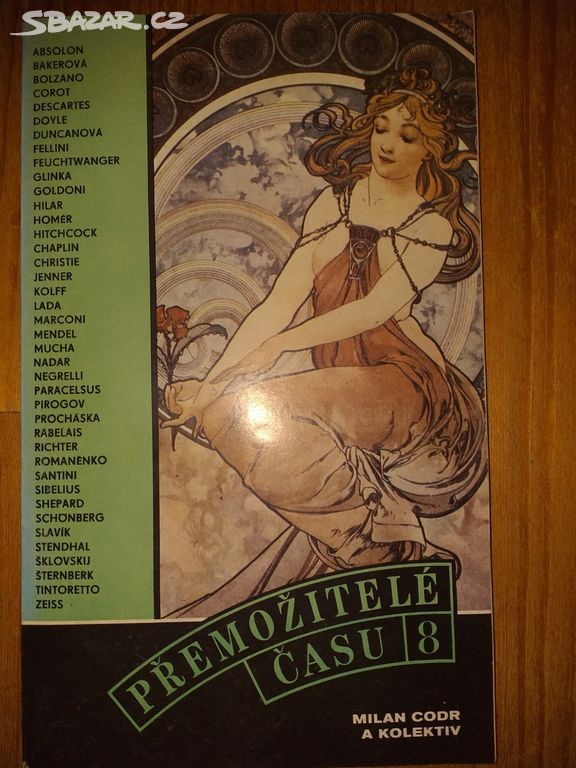 SBAZAR.CZ
ABSOLON
BAKEROVÁ
BOLZANO
COROT
DESCARTES
DOYLE
DUNCANOVÁ
FELLINI
FEUCHTWANGER
GLINKA
GOLDONI
HILAR
HOMÉR
HITCHCOCK
CHAPLIN
CHRISTIE
JENNER
KOLFF
LADA
MARCONI
MENDEL
MUCHA
NADAR
NEGRELLI
PARACELSUS
PIROGOV
PROCHÁSKA
RABELAIS
RICHTER
ROMANĚNKO
SANTINI
SIBELIUS
SHEPARD
SCHÖNBERG
SLAVÍK
STENDHAL
ŠKLOVSKIJ
ŠTERNBERK
TINTORETTO
ZEISS
PŘEMOŽITELÉ
ČASU 8
MILAN CODR
A KOLEKTIV